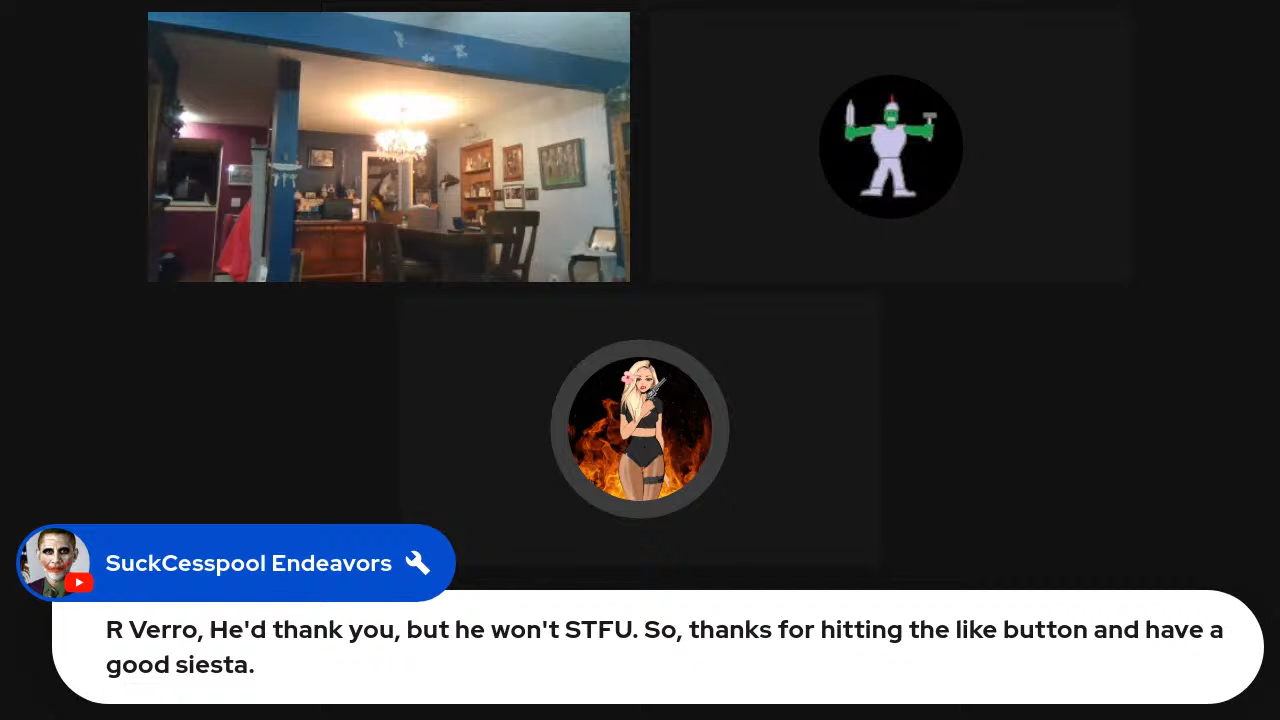 SuckCesspool Endeavors
R Verro, He'd thank you, but he won't STFU. So, thanks for hitting the like button and have a
good siesta.